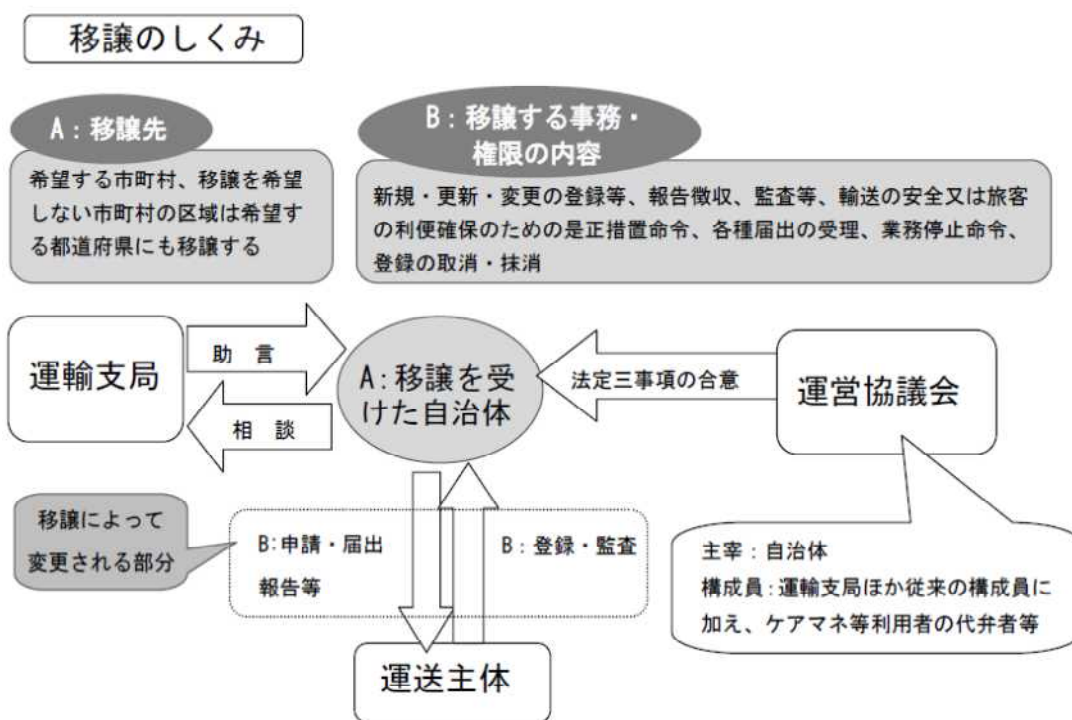 移譲のしくみ
A:移譲先
希望する市町村、移譲を希望
しない市町村の区域は希望す
る都道府県にも移譲する
B:移譲する事務・
権限の内容
新規・更新・変更の登録等、報告徴収、監査等、輸送の安全又は旅客
の利便確保のための是正措置命令、各種届出の受理、業務停止命令、
登録の取消・抹消
運輸支局
助 言
相 談
A:移譲を受
けた自治体
法定三事項の合意
運営協議会
移譲によって
変更される部分
B:申請・届出
報告等
B:登録・監査
主宰:自治体
構成員:運輸支局ほか従来の構成員に
加え、ケアマネ等利用者の代弁者等
運送主体